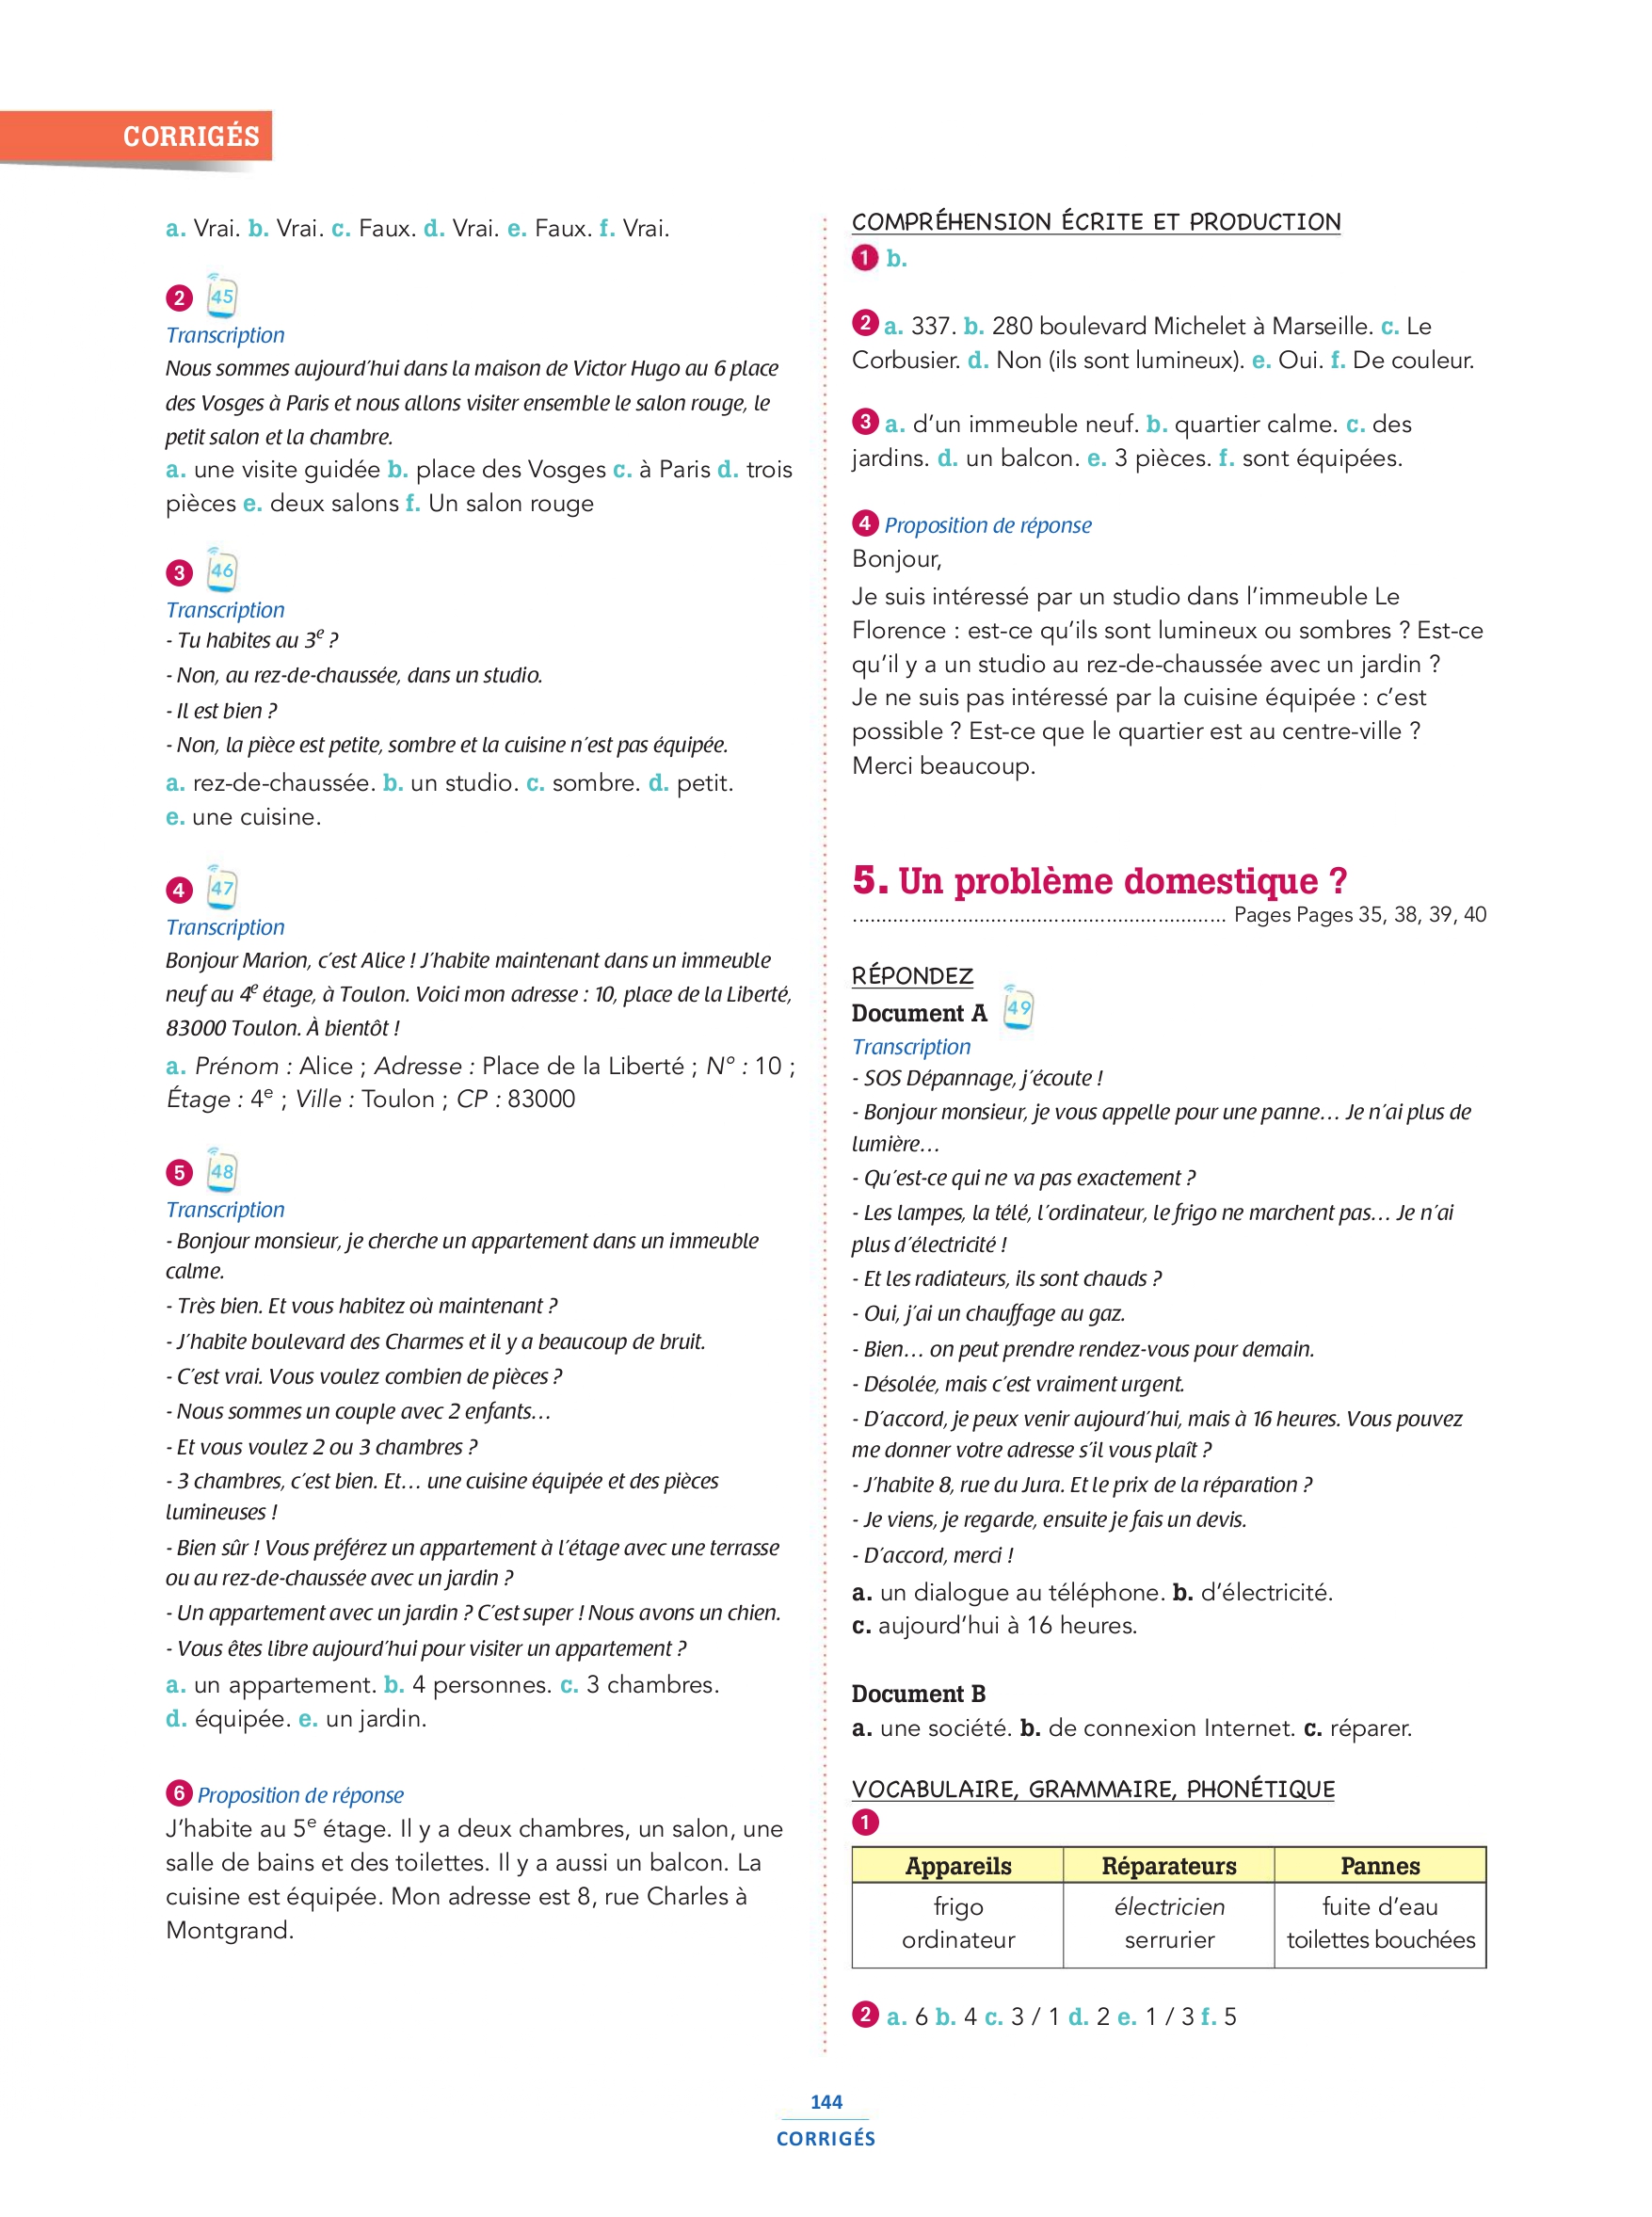 CORRIGÉS
a. Vrai. b. Vrai. c. Faux. d. Vrai. e. Faux. f. Vrai.
2 45
Transcription
Nous sommes aujourd'hui dans la maison de Victor Hugo au 6 place
des Vosges à Paris et nous allons visiter ensemble le salon rouge, le
petit salon et la chambre.
a. une visite guidée b. place des Vosges c. à Paris d. trois
pièces e. deux salons f. Un salon rouge
3 46
Transcription
- Tu habites au 3e ?
- Non, au rez-de-chaussée, dans un studio.
- Il est bien ?
- Non, la pièce est petite, sombre et la cuisine n'est pas équipée.
a. rez-de-chaussée. b. un studio. c. sombre. d. petit.
e. une cuisine.
4 47
Transcription
Bonjour Marion, c'est Alice ! J'habite maintenant dans un immeuble
neuf au 4e étage, à Toulon. Voici mon adresse : 10, place de la Liberté,
83000 Toulon. À bientôt !
a. Prénom : Alice ; Adresse : Place de la Liberté ; N° : 10 ;
Étage : 4e ; Ville : Toulon ; CP : 83000
5 48
Transcription
- Bonjour monsieur, je cherche un appartement dans un immeuble
calme.
- Très bien. Et vous habitez où maintenant ?
- J'habite boulevard des Charmes et il y a beaucoup de bruit.
- C'est vrai. Vous voulez combien de pièces ?
- Nous sommes un couple avec 2 enfants…
- Et vous voulez 2 ou 3 chambres ?
- 3 chambres, c'est bien. Et… une cuisine équipée et des pièces
lumineuses !
- Bien sûr ! Vous préférez un appartement à l'étage avec une terrasse
ou au rez-de-chaussée avec un jardin ?
- Un appartement avec un jardin ? C'est super ! Nous avons un chien.
- Vous êtes libre aujourd'hui pour visiter un appartement ?
a. un appartement. b. 4 personnes. c. 3 chambres.
d. équipée. e. un jardin.
6 Proposition de réponse
J'habite au 5e étage. Il y a deux chambres, un salon, une
salle de bains et des toilettes. Il y a aussi un balcon. La
cuisine est équipée. Mon adresse est 8, rue Charles à
Montgrand.
COMPRÉHENSION ÉCRITE ET PRODUCTION
1 b.
2 a. 337. b. 280 boulevard Michelet à Marseille. c. Le
Corbusier. d. Non (ils sont lumineux). e. Oui. f. De couleur.
3 a. d'un immeuble neuf. b. quartier calme. c. des
jardins. d. un balcon. e. 3 pièces. f. sont équipées.
4 Proposition de réponse
Bonjour,
Je suis intéressé par un studio dans l'immeuble Le
Florence : est-ce qu'ils sont lumineux ou sombres ? Est-ce
qu'il y a un studio au rez-de-chaussée avec un jardin ?
Je ne suis pas intéressé par la cuisine équipée : c'est
possible ? Est-ce que le quartier est au centre-ville ?
Merci beaucoup.
5. Un problème domestique ?
................................................................ Pages Pages 35, 38, 39, 40
RÉPONDEZ
Document A 49
Transcription
- SOS Dépannage, j'écoute !
- Bonjour monsieur, je vous appelle pour une panne… Je n'ai plus de
lumière…
- Qu'est-ce qui ne va pas exactement ?
- Les lampes, la télé, l'ordinateur, le frigo ne marchent pas… Je n'ai
plus d'électricité !
- Et les radiateurs, ils sont chauds ?
- Oui, j'ai un chauffage au gaz.
- Bien… on peut prendre rendez-vous pour demain.
- Désolée, mais c'est vraiment urgent.
- D'accord, je peux venir aujourd'hui, mais à 16 heures. Vous pouvez
me donner votre adresse s'il vous plaît ?
- J'habite 8, rue du Jura. Et le prix de la réparation ?
- Je viens, je regarde, ensuite je fais un devis.
- D'accord, merci !
a. un dialogue au téléphone. b. d'électricité.
c. aujourd'hui à 16 heures.
Document B
a. une société. b. de connexion Internet. c. réparer.
VOCABULAIRE, GRAMMAIRE, PHONÉTIQUE
1
Appareils Réparateurs Pannes
frigo électricien fuite d'eau
ordinateur serrurier toilettes bouchées
2 a. 6 b. 4 c. 3 / 1 d. 2 e. 1 / 3 f. 5
144
CORRIGÉS